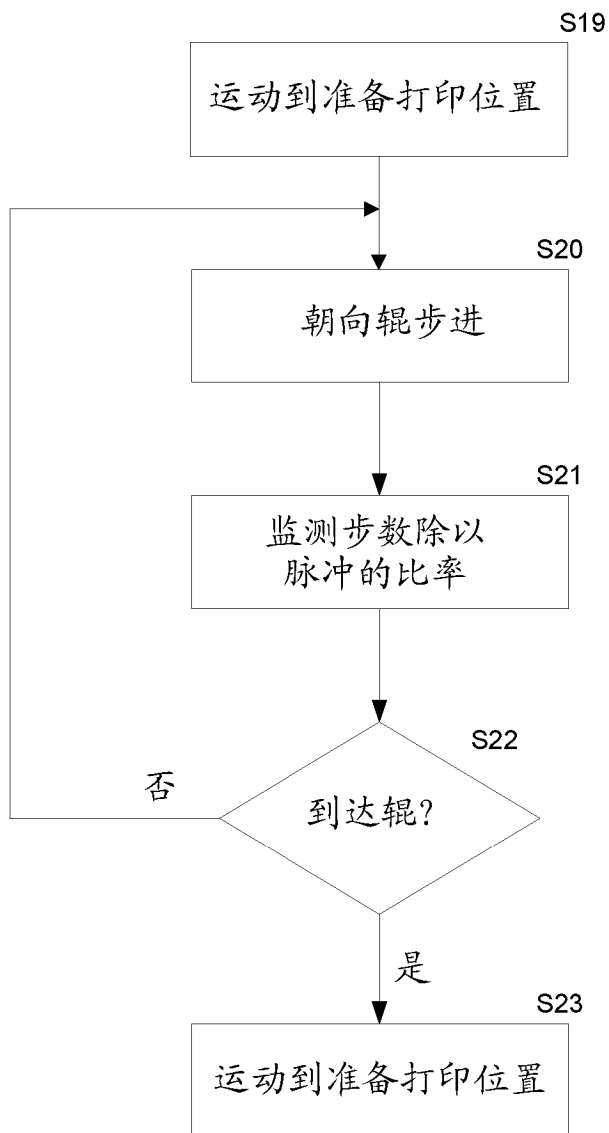 S19
运动到准备打印位置
S20
朝向辊步进
S21
监测步数除以
脉冲的比率
S22
到达辊?
否
是
S23
运动到准备打印位置